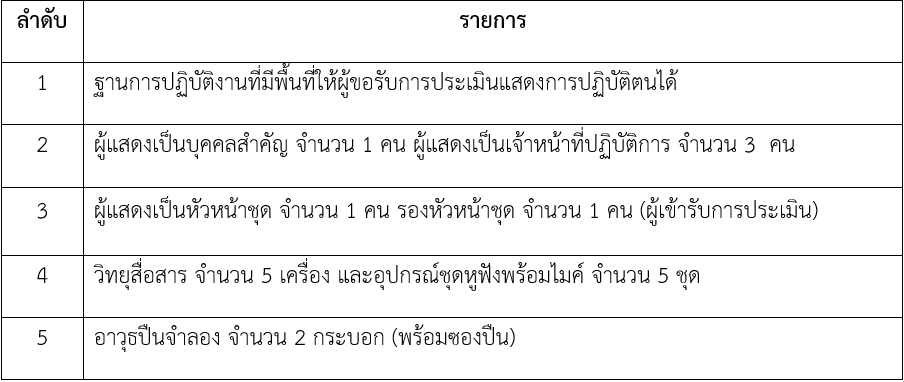 ลำดับ รายการ
1 ฐานการปฏิบัติงานที่มีพื้นที่ให้ผู้ขอรับการประเมินแสดงการปฏิบัติตนได้
2 ผู้แสดงเป็นบุคคลสำคัญ จำนวน 1 คน ผู้แสดงเป็นเจ้าหน้าที่ปฏิบัติการ จำนวน 3 คน
3 ผู้แสดงเป็นหัวหน้าชุด จำนวน 1 คน รองหัวหน้าชุด จำนวน 1 คน (ผู้เข้ารับการประเมิน)
4 วิทยุสื่อสาร จำนวน 5 เครื่อง และอุปกรณ์ชุดหูฟังพร้อมไมค์ จำนวน 5 ชุด
5 อาวุธปืนจำลอง จำนวน 2 กระบอก (พร้อมซองปืน)